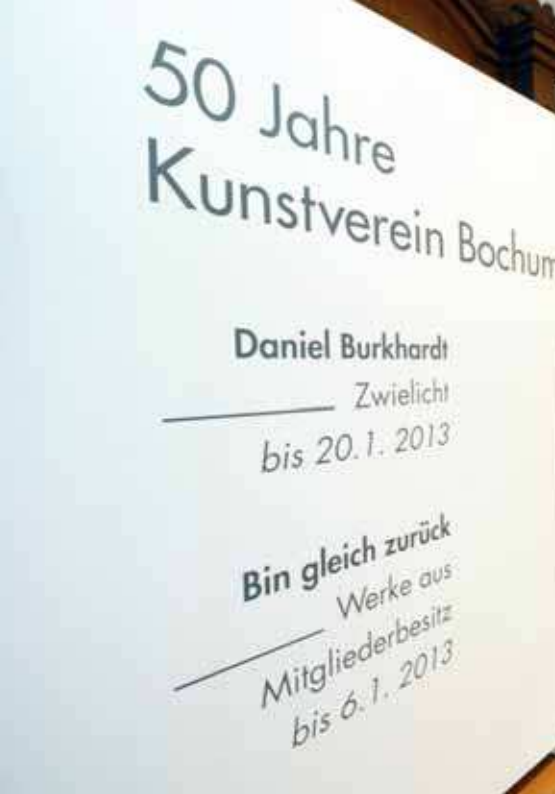 50 Jahre
Kunstverein Bochum
Daniel Burkhardt
Zwielicht
bis 20.1. 2013
Bin gleich zurück
Werke aus
Mitgliederbesitz
bis 6.1. 2013